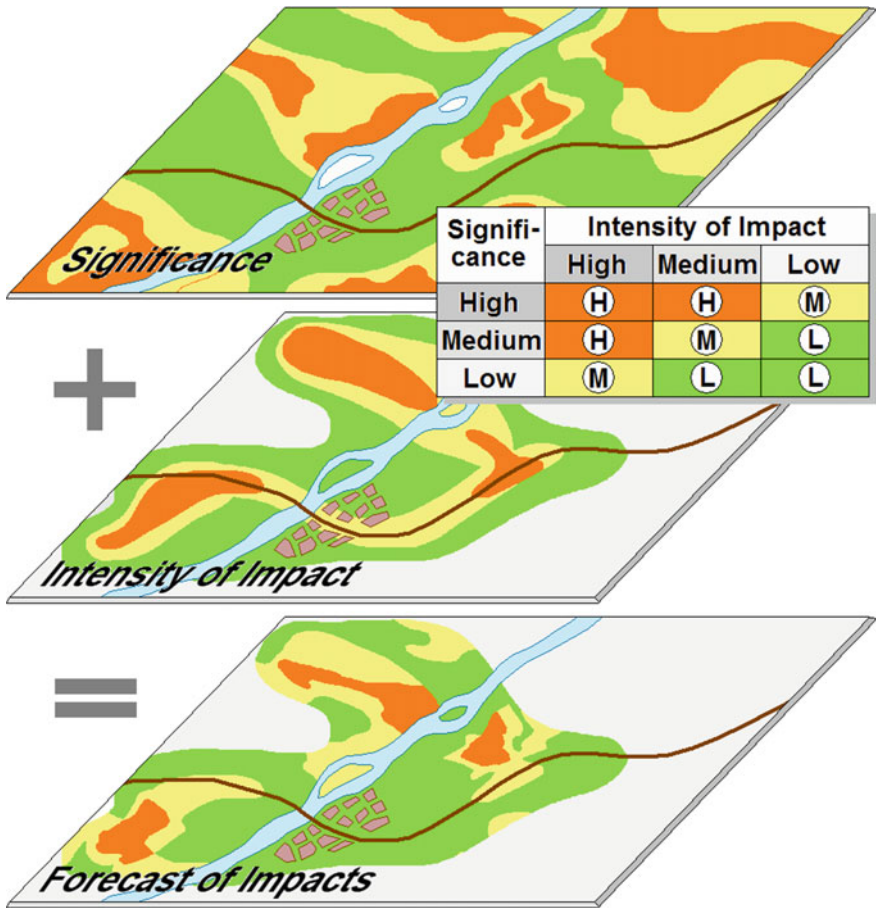 Significance
Signifi- Intensity of Impact
cance High Medium Low
High H H M
Medium H M L
Low M L L
+
Intensity of Impact
=
Forecast of Impacts